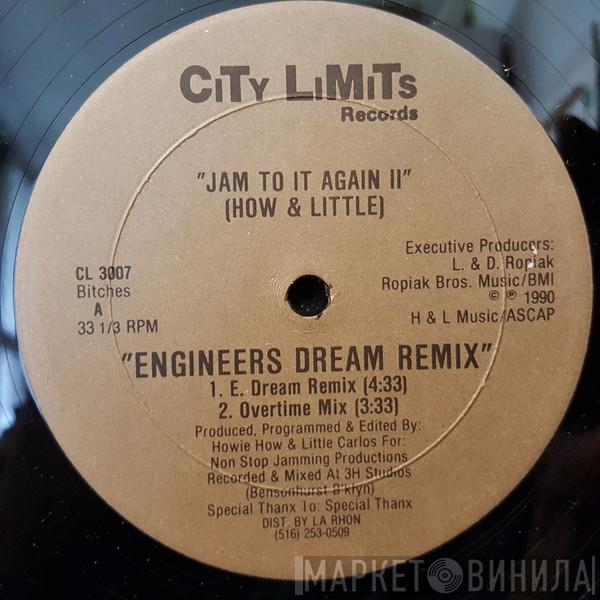 CiTy LiMiTs
Records
"JAM TO IT AGAIN II"
(HOW & LITTLE)
CL 3007
Bitches
A
33 1/3 RPM
Executive Producers:
L. & D. Ropiak
Ropiak Bros. Music/BMI
© ℗ 1990
H & L Music/ASCAP
"ENGINEERS DREAM REMIX"
1. E. Dream Remix (4:33)
2. Overtime Mix (3:33)
Produced, Programmed & Edited By:
Howie How & Little Carlos For:
Non Stop Jamming Productions
Recorded & Mixed At 3H Studios
(Bensonhurst B'klyn)
Special Thanx To: Special Thanx
DIST. BY LA RHON
(516) 253-0509
МАРКЕТ ВИНИЛА